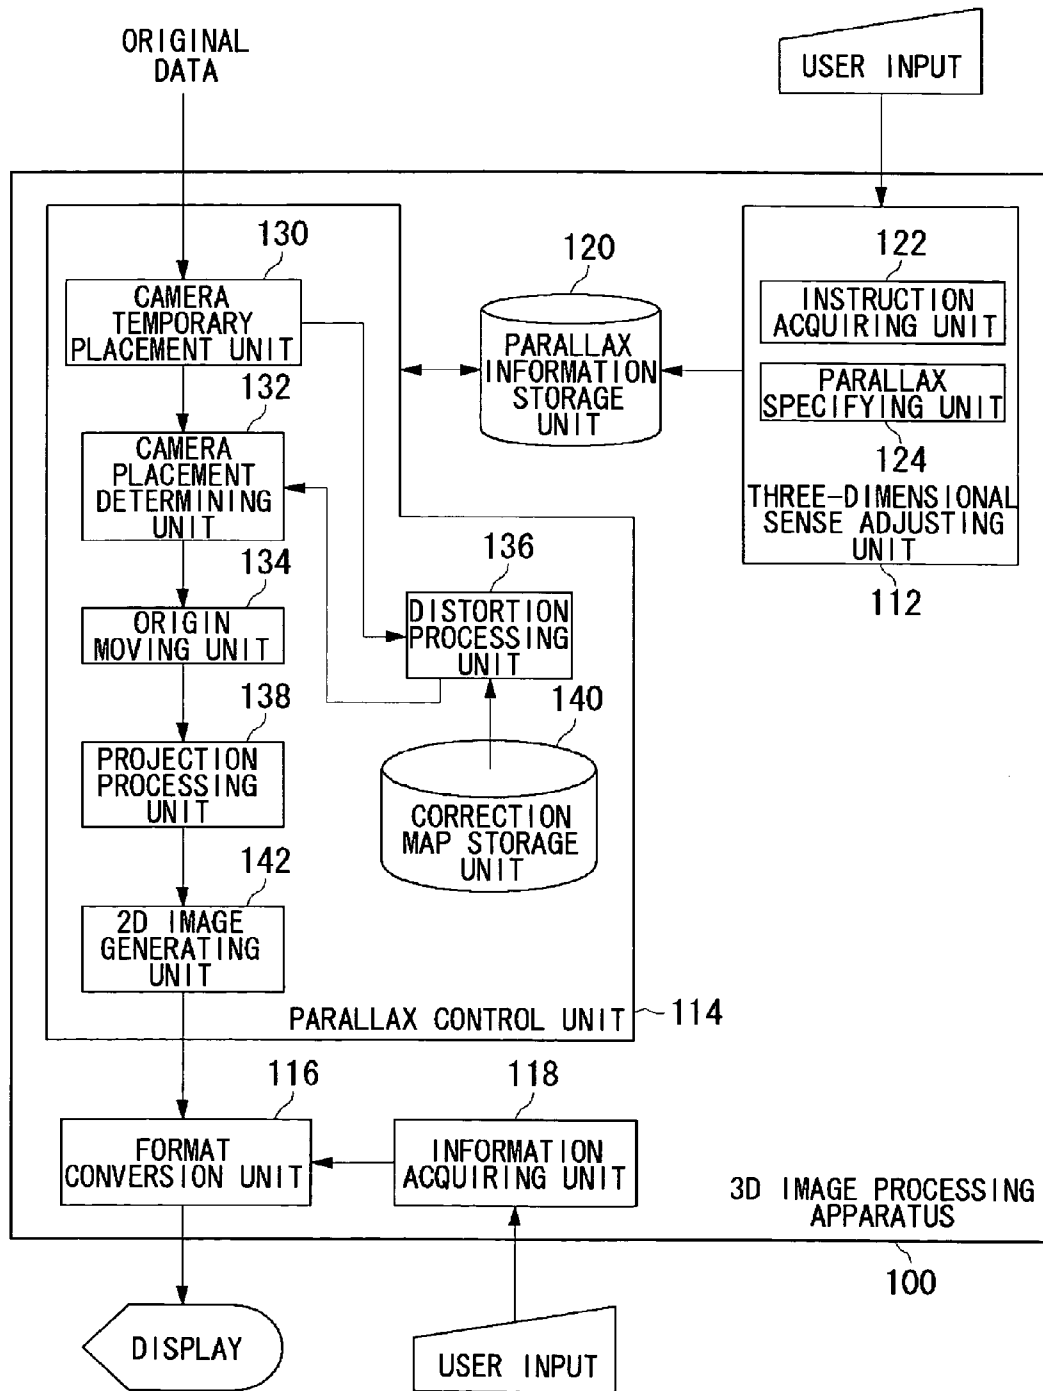 ORIGINAL
DATA
USER INPUT
130
CAMERA
TEMPORARY
PLACEMENT UNIT
120
PARALLAX
INFORMATION
STORAGE
UNIT
122
INSTRUCTION
ACQUIRING UNIT
PARALLAX
SPECIFYING UNIT
124
THREE-DIMENSIONAL
SENSE ADJUSTING
UNIT
112
132
CAMERA
PLACEMENT
DETERMINING
UNIT
134
ORIGIN
MOVING UNIT
136
DISTORTION
PROCESSING
UNIT
138
PROJECTION
PROCESSING
UNIT
140
CORRECTION
MAP STORAGE
UNIT
142
2D IMAGE
GENERATING
UNIT
PARALLAX CONTROL UNIT
114
116
FORMAT
CONVERSION UNIT
118
INFORMATION
ACQUIRING UNIT
3D IMAGE PROCESSING
APPARATUS
100
DISPLAY
USER INPUT